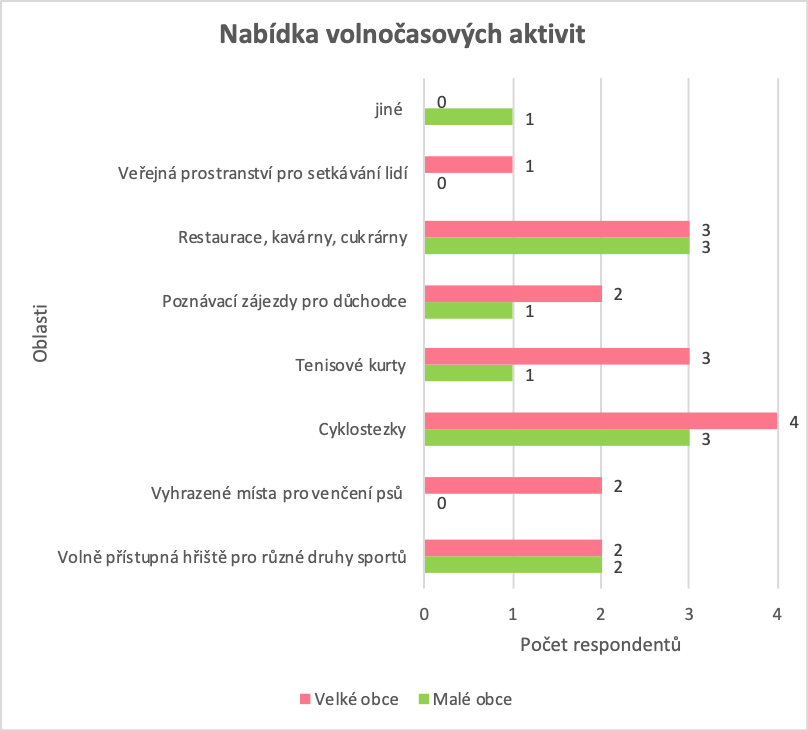 Nabídka volnočasových aktivit
jiné
0
1
Veřejná prostranství pro setkávání lidí
1
0
Restaurace, kavárny, cukrárny
3
3
Poznávací zájezdy pro důchodce
2
1
Tenisové kurty
3
1
Cyklostezky
4
3
Vyhrazené místa pro venčení psů
2
0
Volně přístupná hřiště pro různé druhy sportů
2
2
Oblasti
0 1 2 3 4
Počet respondentů
Velké obce Malé obce